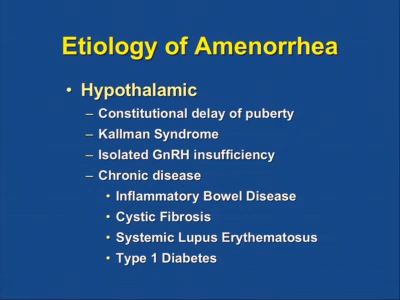 Etiology of Amenorrhea
• Hypothalamic
– Constitutional delay of puberty
– Kallman Syndrome
– Isolated GnRH insufficiency
– Chronic disease
• Inflammatory Bowel Disease
• Cystic Fibrosis
• Systemic Lupus Erythematosus
• Type 1 Diabetes